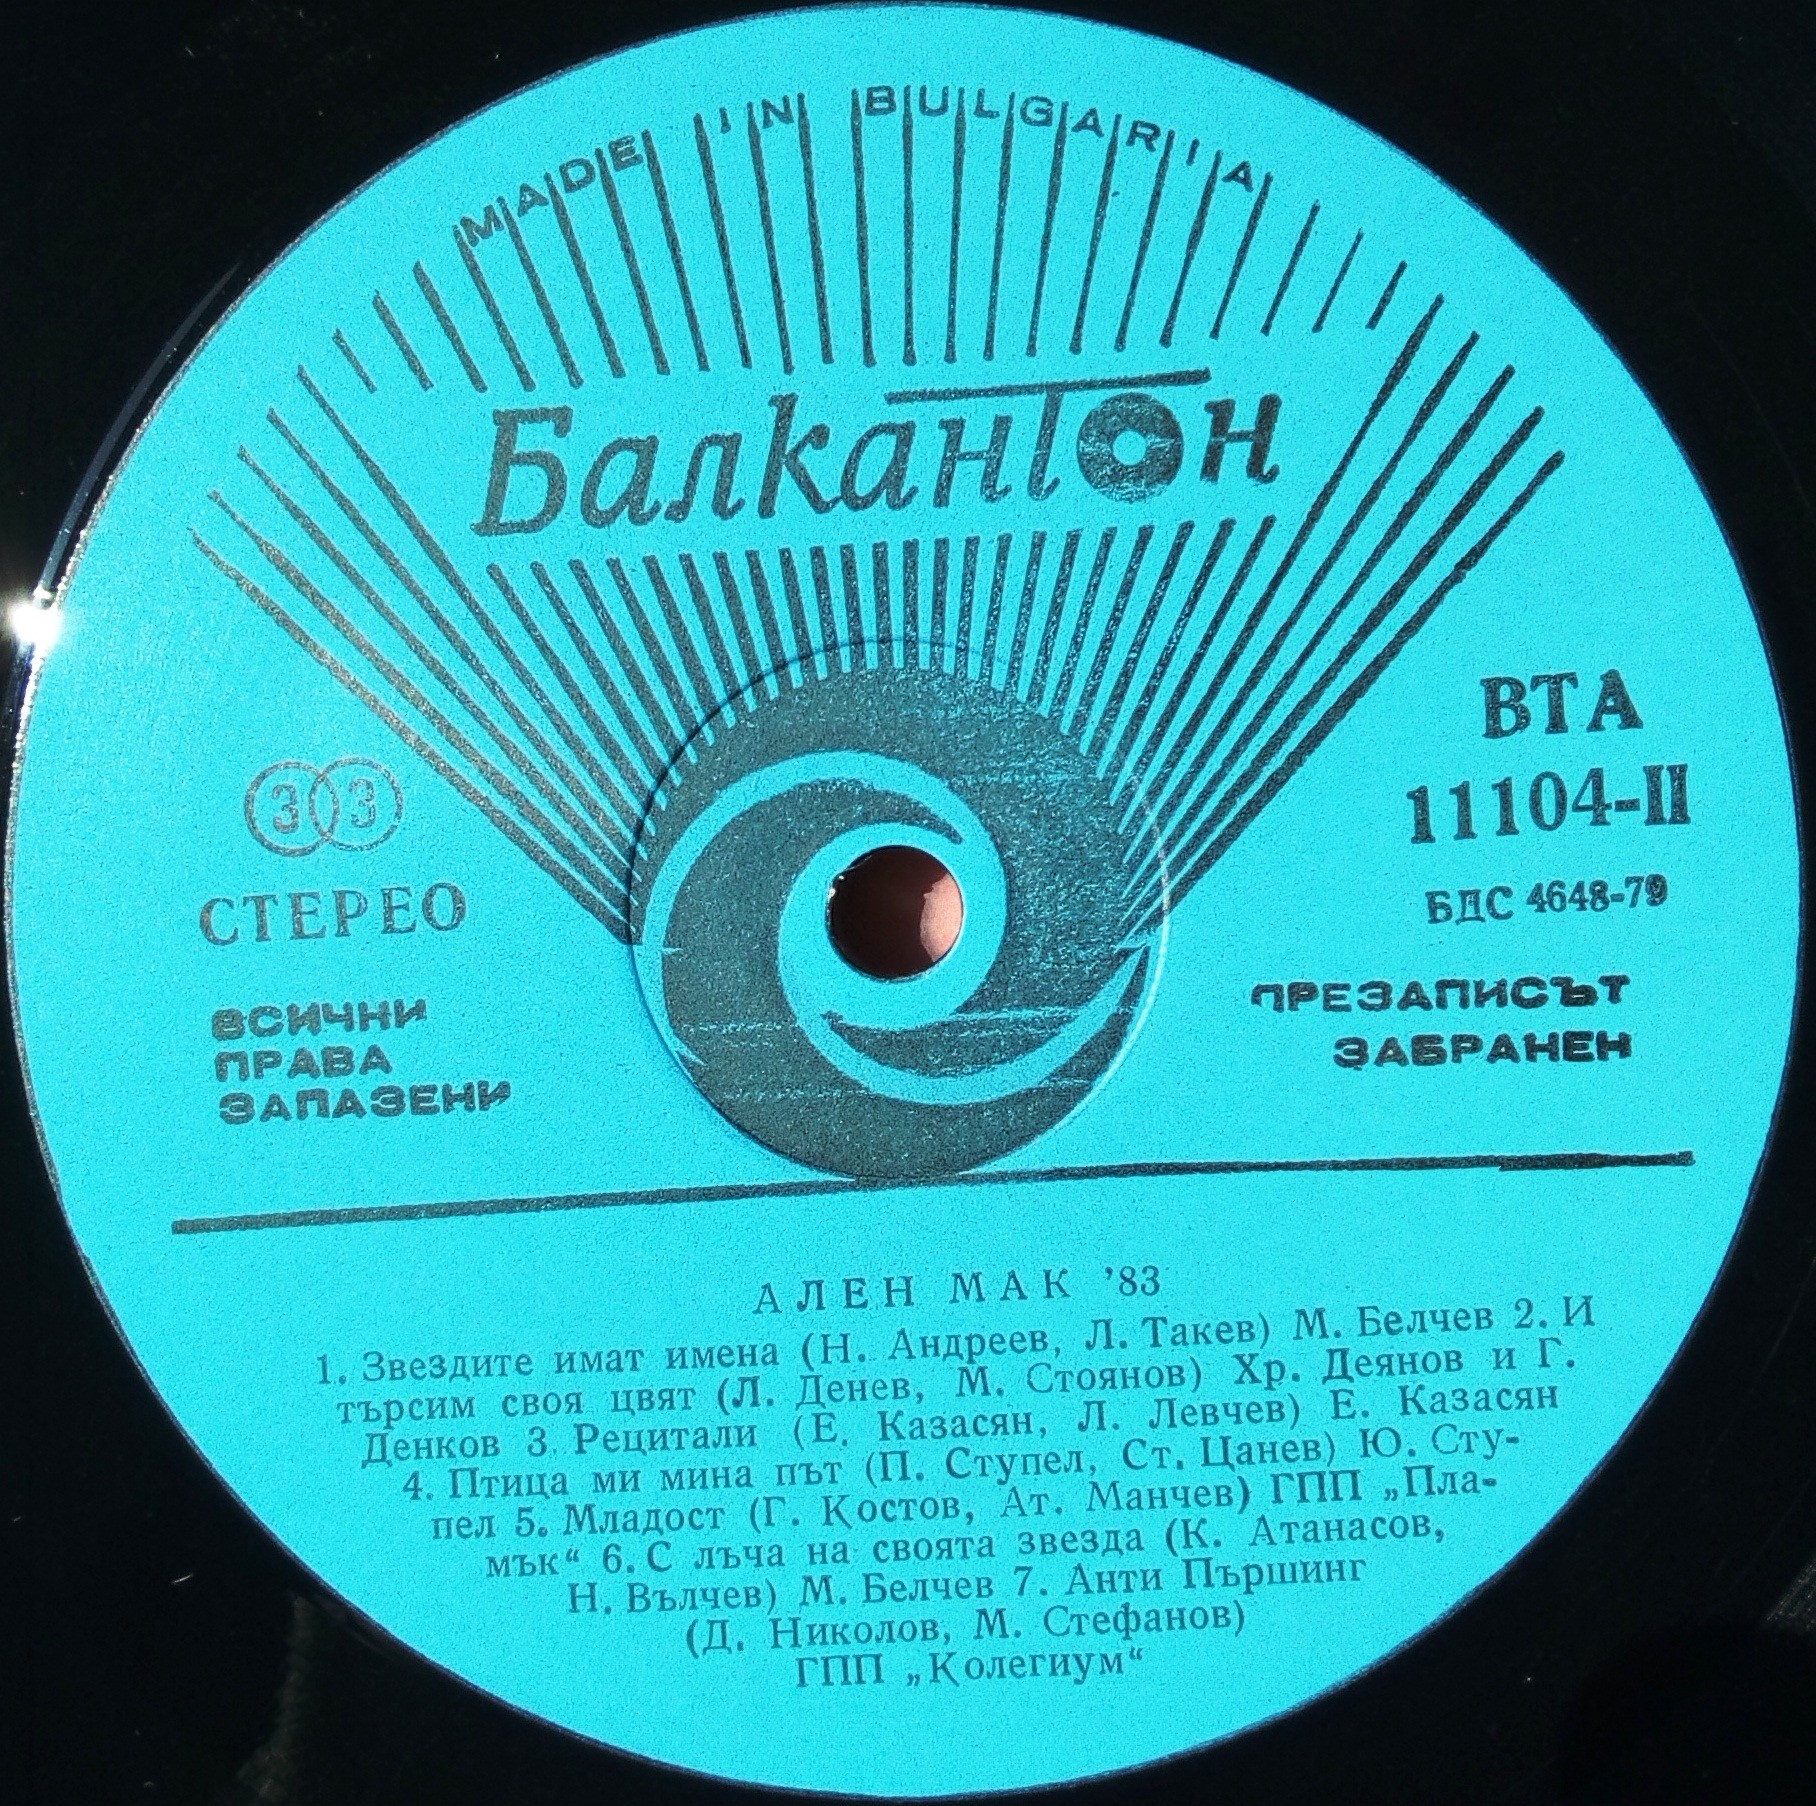 MADE IN BULGARIA
Балкантон
ВТА
11104-II
БДС 4648-79
33
СТЕРЕО
ВСИЧНИ
ПРАВА
ЗАПАЗЕНИ
ПРЕЗАПИСЪТ
ЗАБРАНЕН
АЛЕН МАК '83
1. Звездите имат имена (Н. Андреев, Л. Такев) М. Белчев 2. И
търсим своя цвят (Л. Денев, М. Стоянов) Хр. Деянов и Г.
Денков 3. Рецитали (Е. Казасян, Л. Левчев) Е. Казасян
4. Птица ми мина път (П. Ступел, Ст. Цанев) Ю. Сту-
пел 5. Младост (Г. Костов, Ат. Манчев) ГПП „Пла-
мък“ 6. С лъча на своята звезда (К. Атанасов,
Н. Вълчев) М. Белчев 7. Анти Пършинг
(Д. Николов, М. Стефанов)
ГПП „Колегиум“